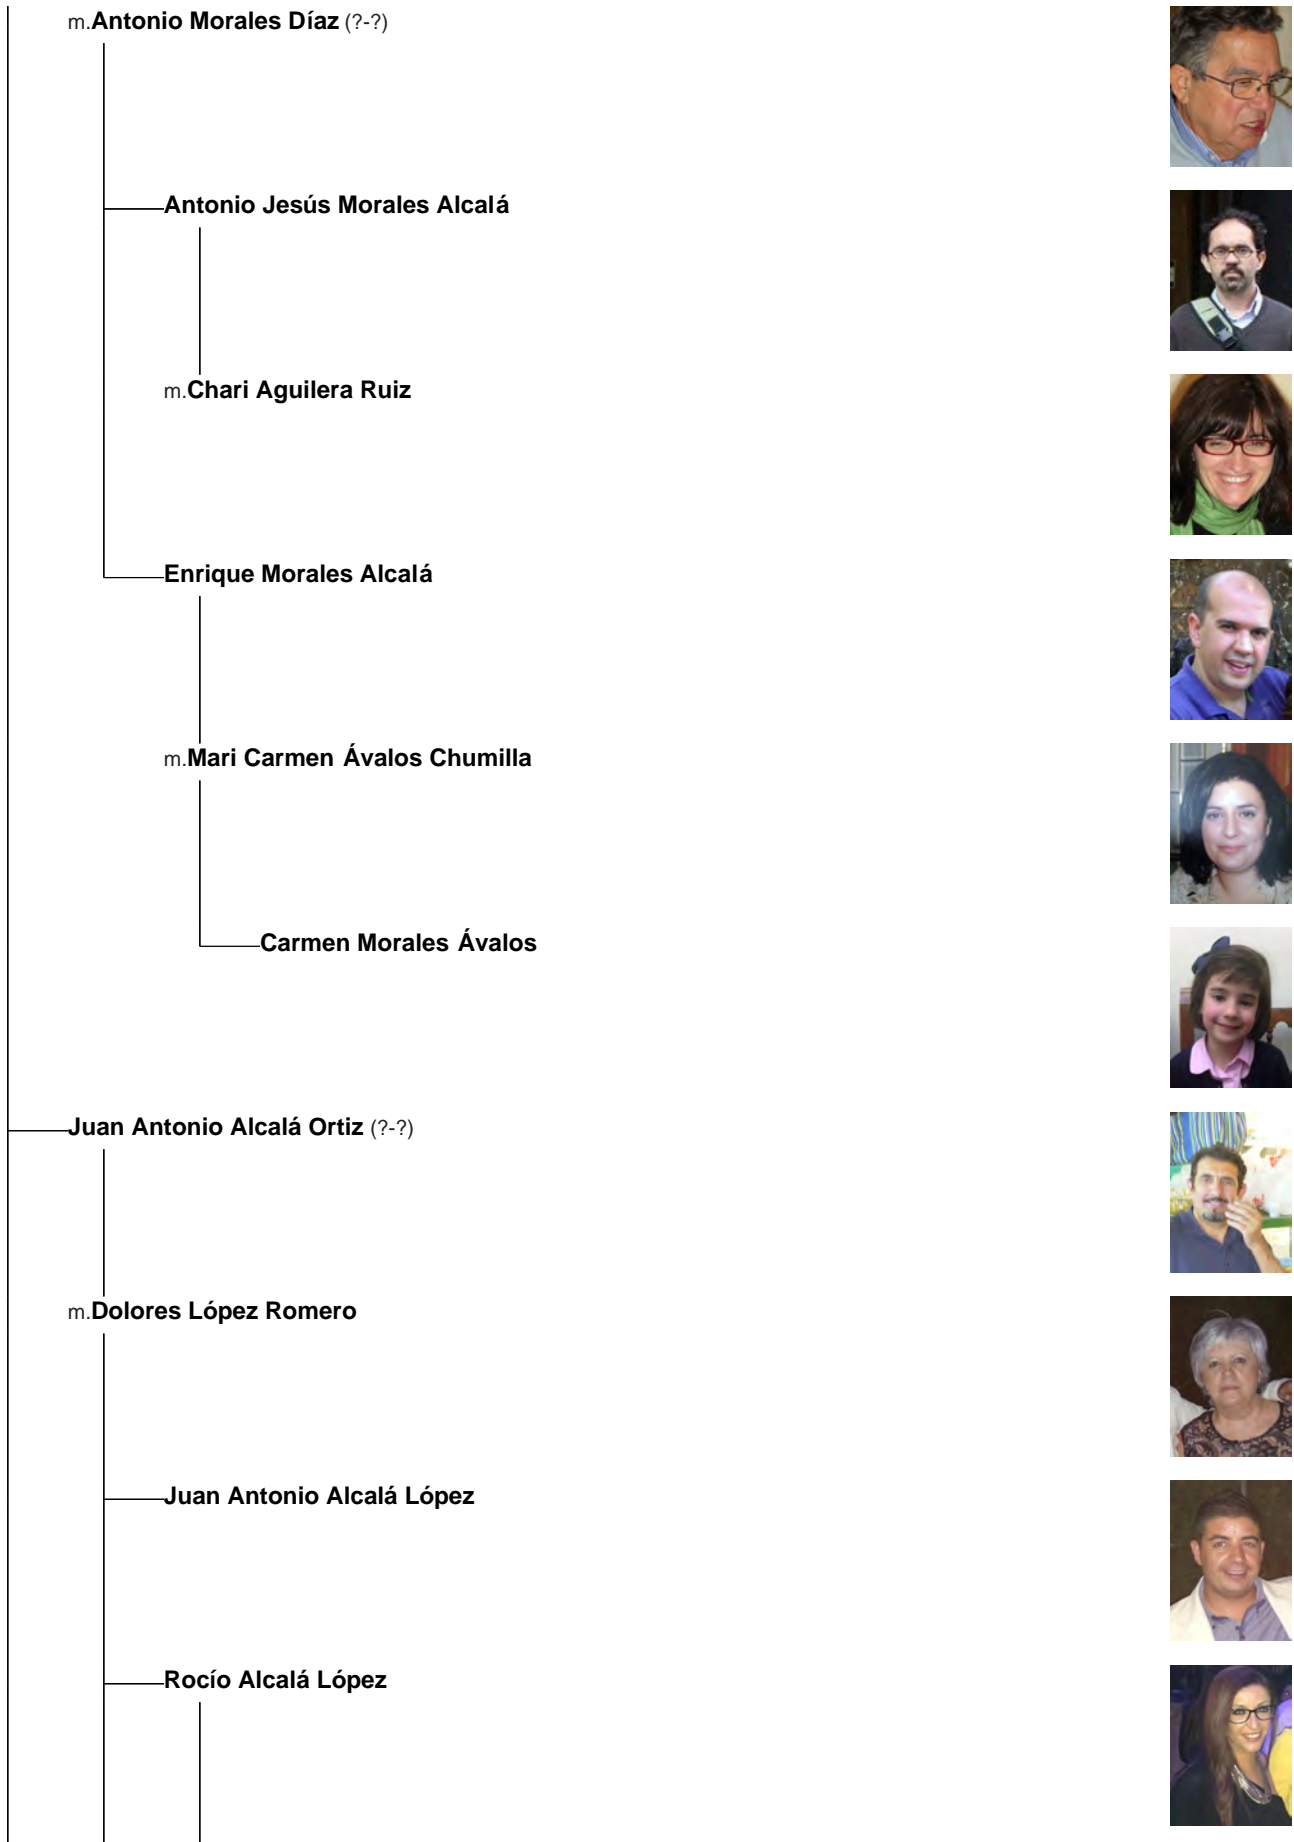 m.Antonio Morales Díaz (?-?)
Antonio Jesús Morales Alcalá
m.Chari Aguilera Ruiz
Enrique Morales Alcalá
m.Mari Carmen Ávalos Chumilla
Carmen Morales Ávalos
Juan Antonio Alcalá Ortiz (?-?)
m.Dolores López Romero
Juan Antonio Alcalá López
Rocío Alcalá López